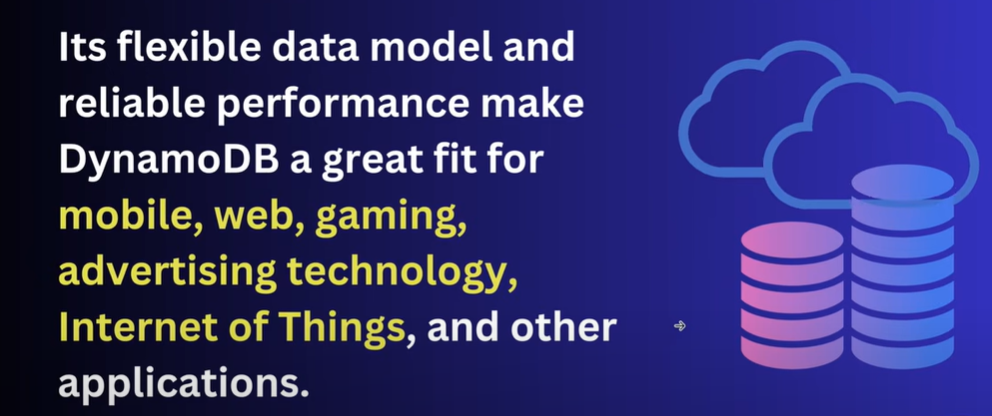 Its flexible data model and
reliable performance make
DynamoDB a great fit for
mobile, web, gaming,
advertising technology,
Internet of Things, and other
applications.